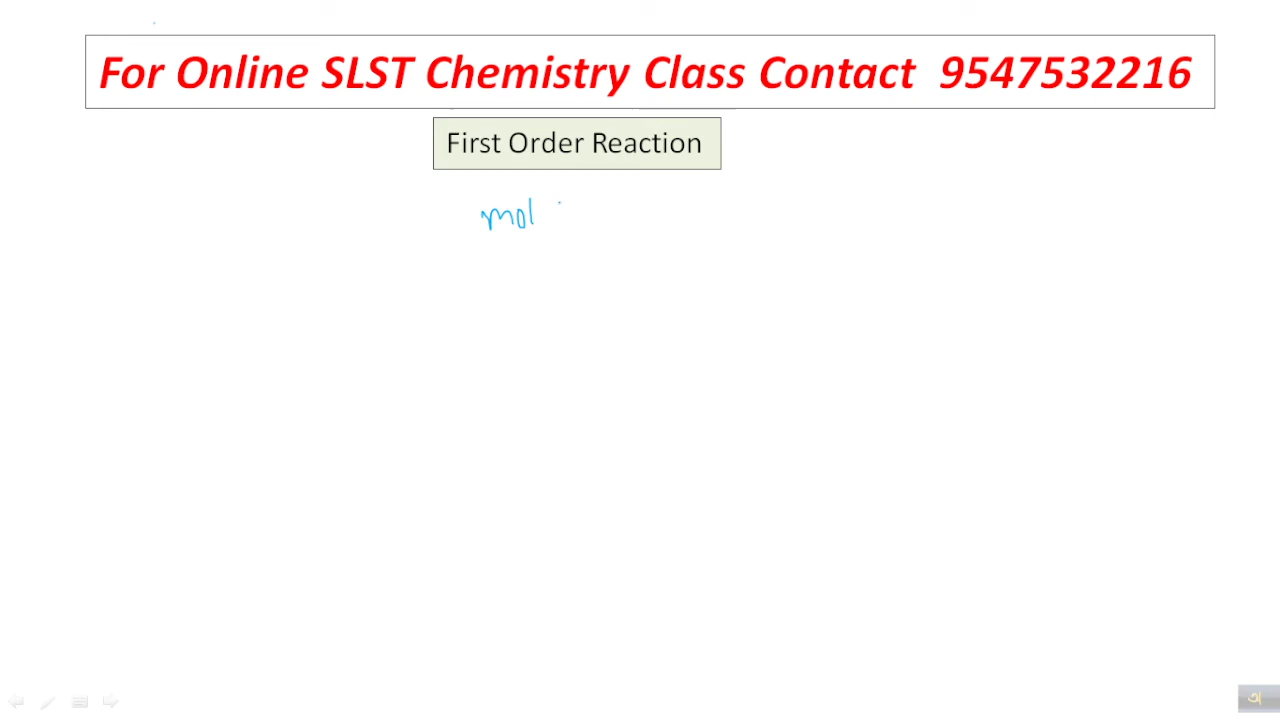 For Online SLST Chemistry Class Contact 9547532216
First Order Reaction
mol
অ